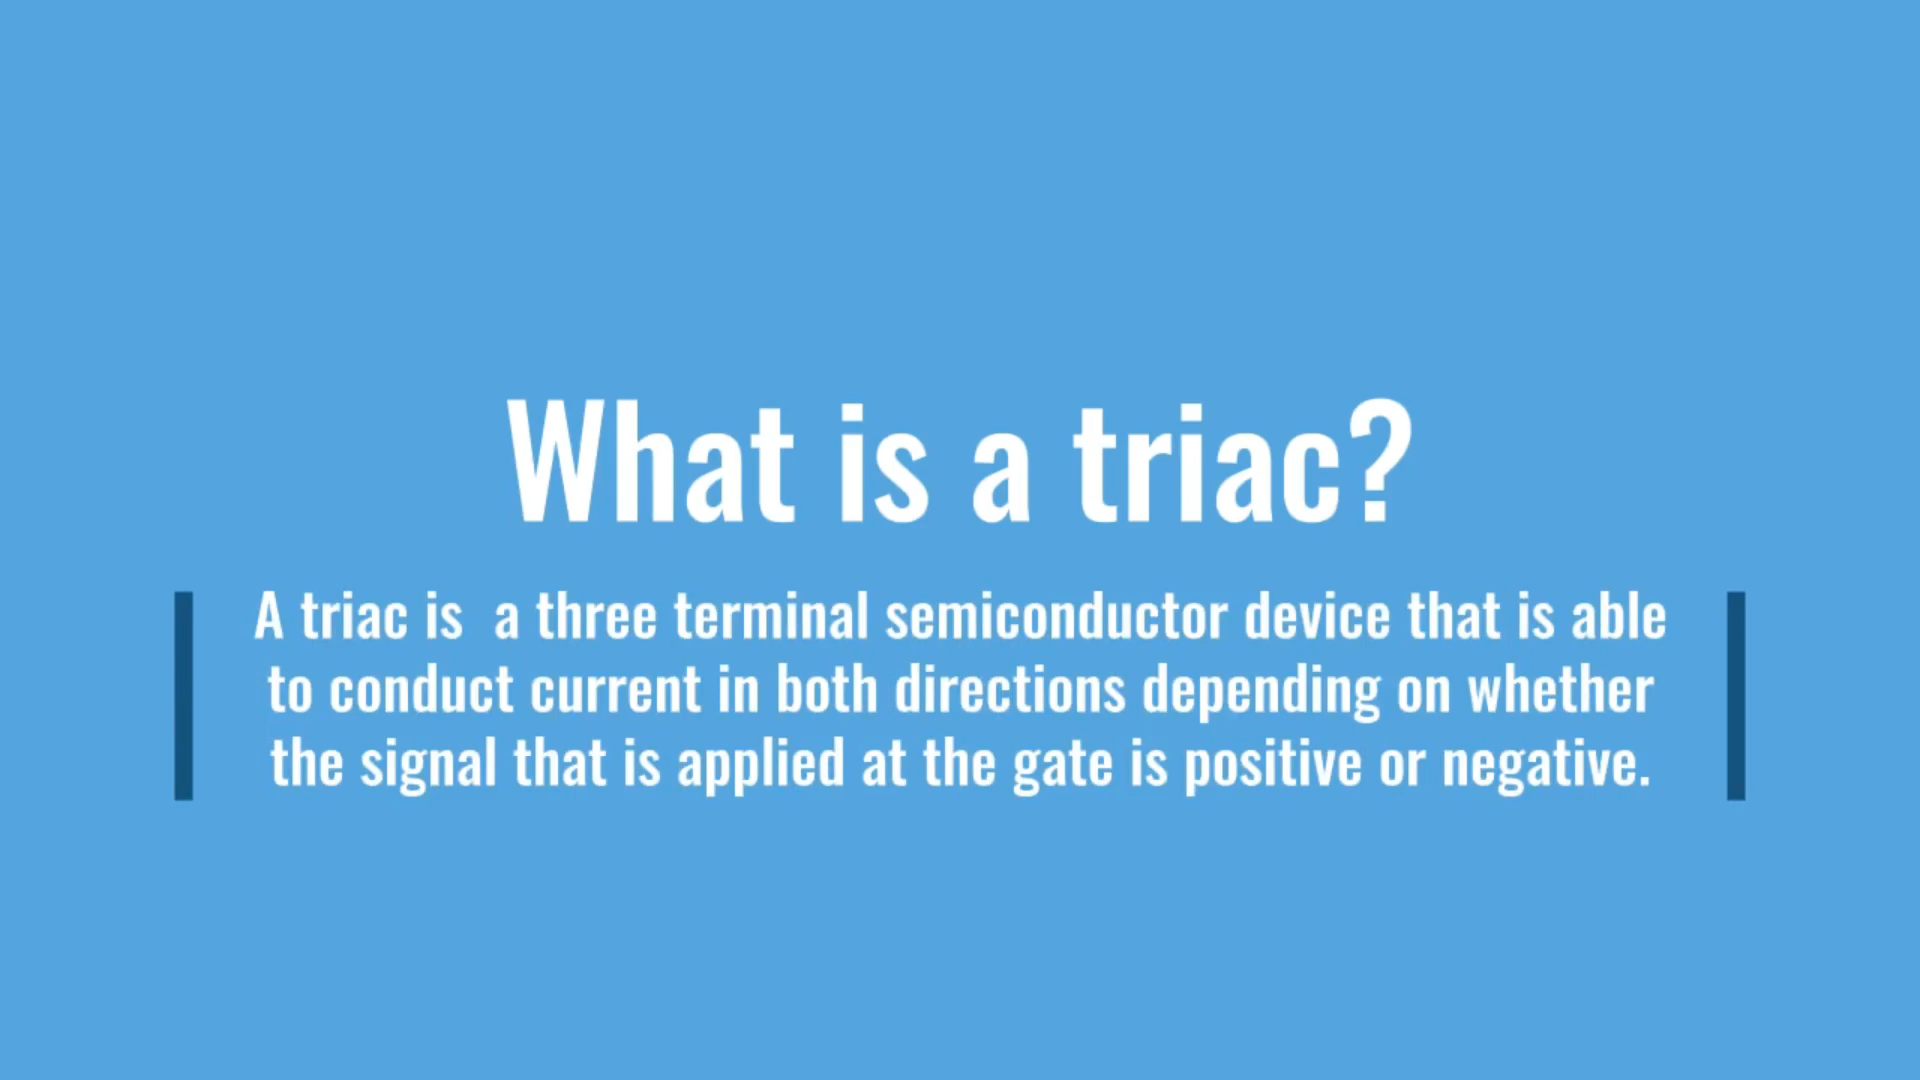 What is a triac?
A triac is  a three terminal semiconductor device that is able
to conduct current in both directions depending on whether
the signal that is applied at the gate is positive or negative.